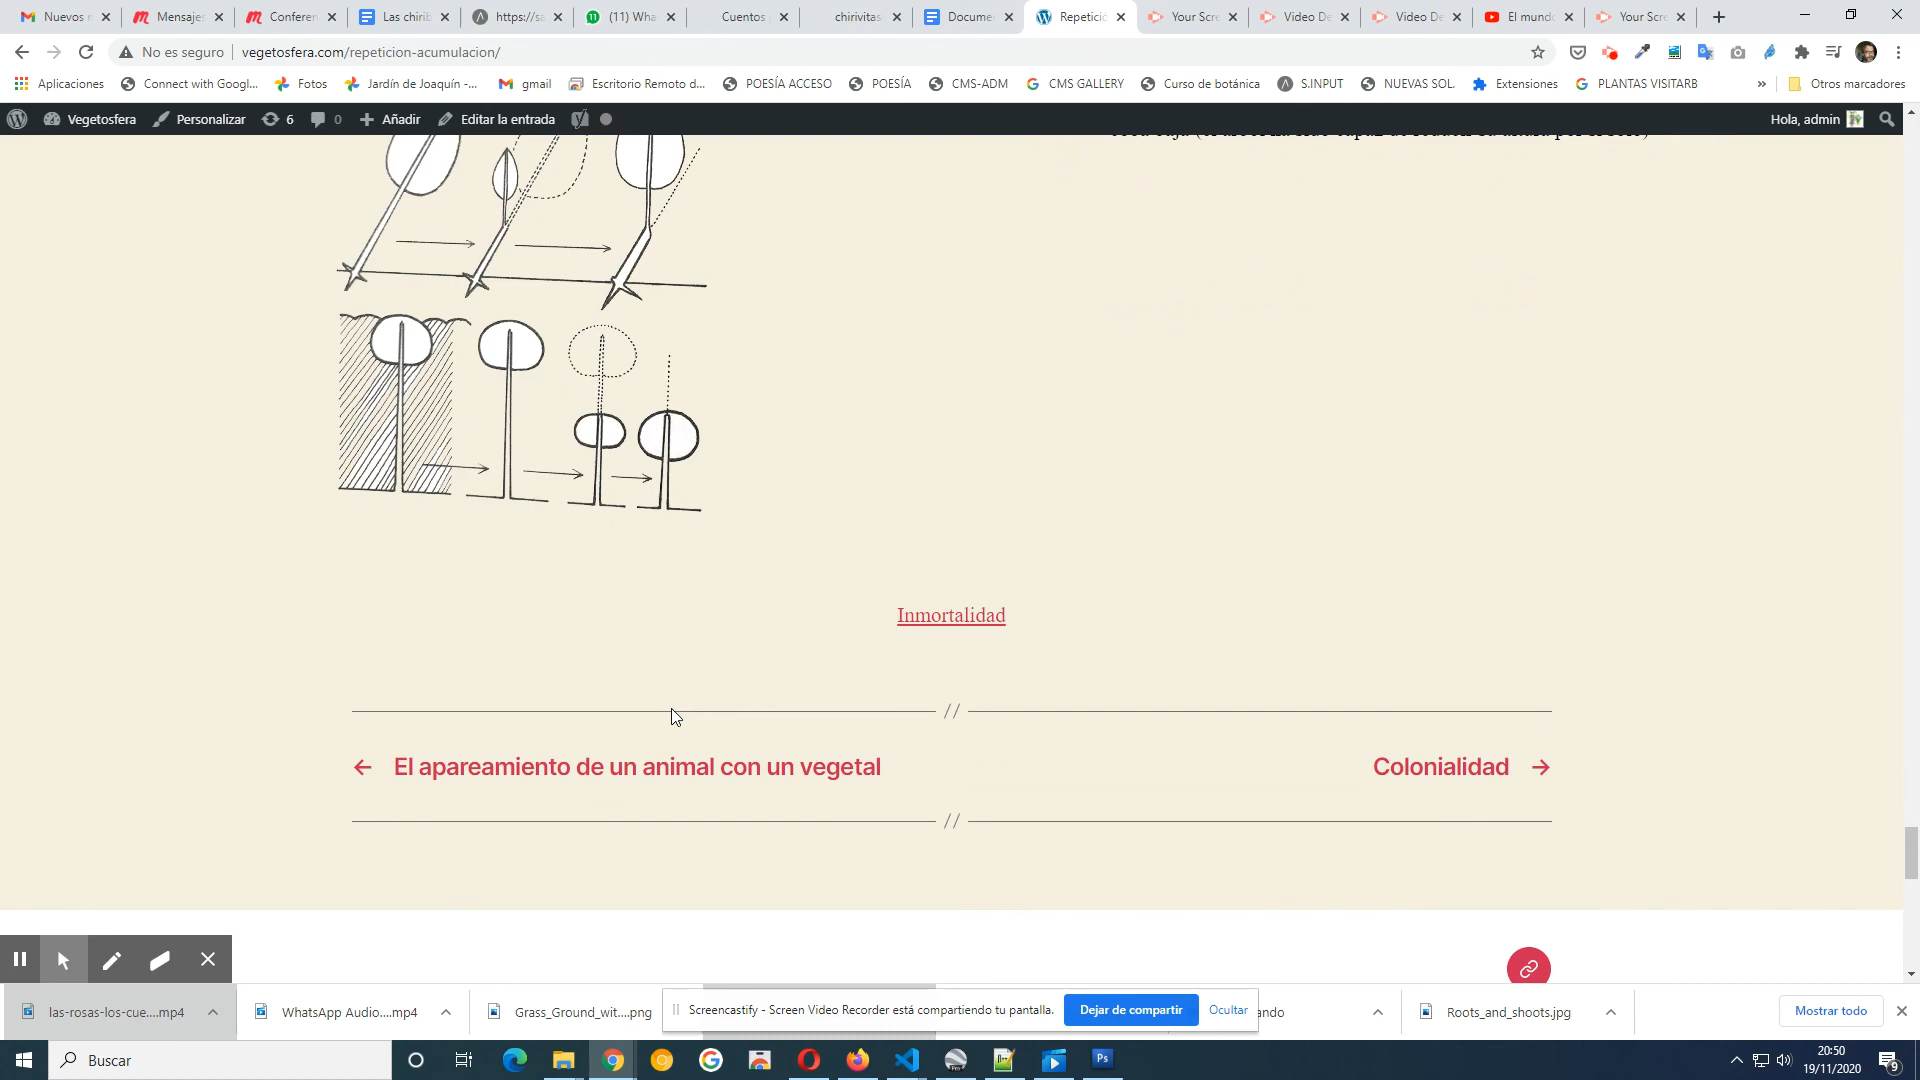 Nuevos r
Mensajes
Conferen
Las chirib
https://sa
(11) Wha
Cuentos
chirivitas
Docume
Repetició
Your Scre
Video De
Video De
El mundo
Your Scre
No es seguro
vegetosfera.com/repeticion-acumulacion/
Aplicaciones
Connect with Googl...
Fotos
Jardín de Joaquín -...
gmail
Escritorio Remoto d...
POESÍA ACCESO
POESÍA
CMS-ADM
CMS GALLERY
Curso de botánica
S.INPUT
NUEVAS SOL.
Extensiones
PLANTAS VISITARB
»
Otros marcadores
Vegetosfera
Personalizar
6
0
Añadir
Editar la entrada
Hola, admin
Inmortalidad
//
← El apareamiento de un animal con un vegetal
Colonialidad →
//
las-rosas-los-cue....mp4
WhatsApp Audio....mp4
Grass_Ground_wit....png
Screencastify - Screen Video Recorder está compartiendo tu pantalla.
Dejar de compartir
Ocultar
ando
Roots_and_shoots.jpg
Mostrar todo
Buscar
Ps
20:50
19/11/2020
9